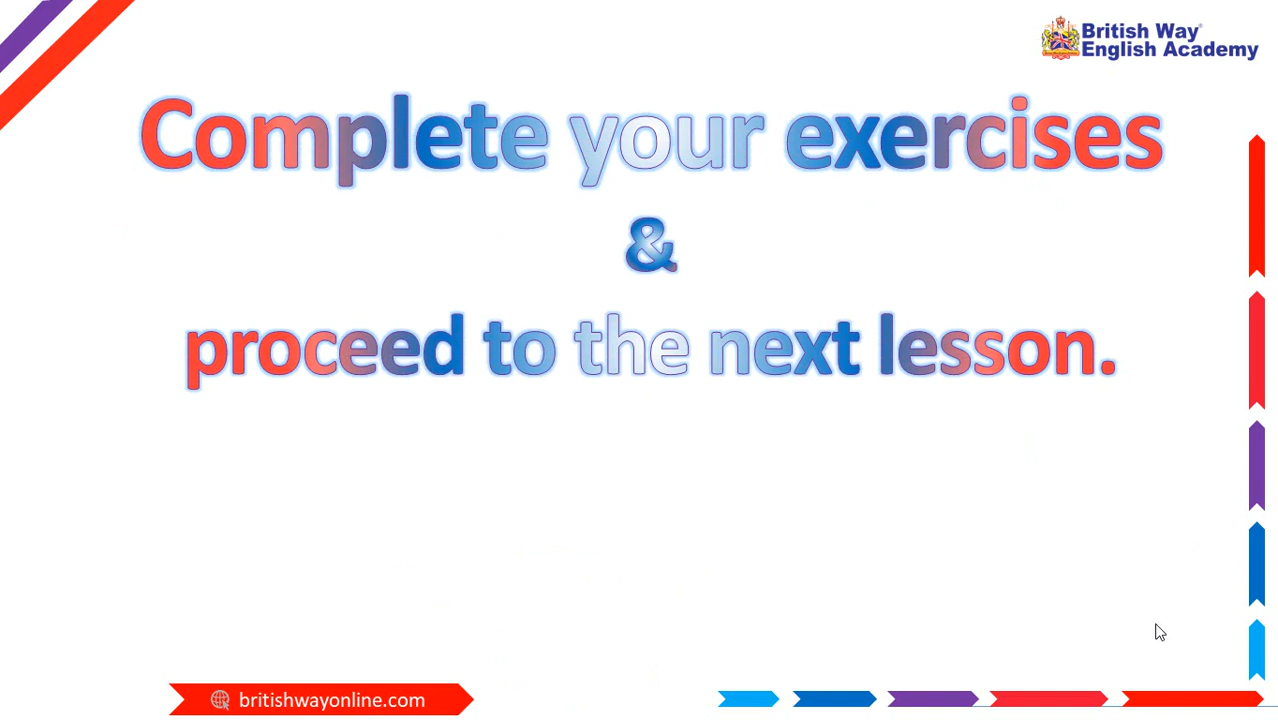 British Way
English Academy
Complete your exercises
&
proceed to the next lesson.
britishwayonline.com